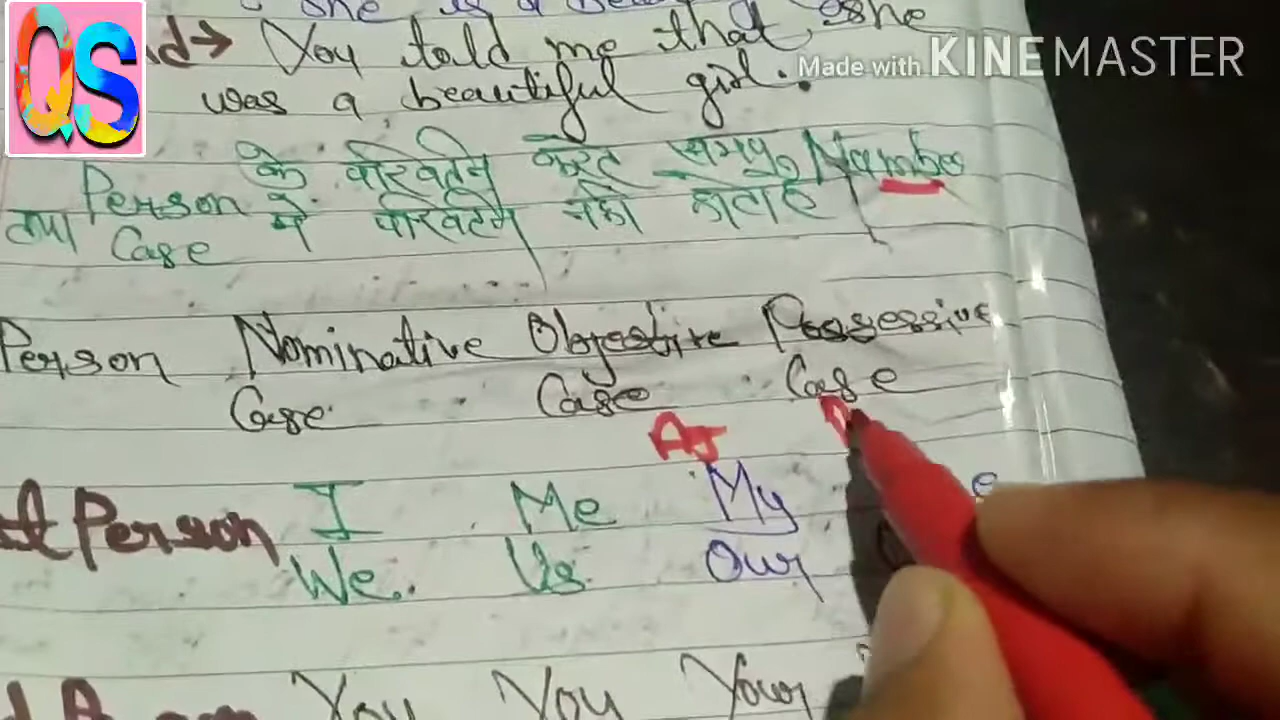 she is a
QS
Made with KINEMASTER
You told me that she
was a beautiful girl.
Person के परिवर्तन करते समय Number
तथा Case में परिवर्तन नहीं होता है।
Person Nominative Objective Possessive
Case Case Case
Person I Me My
We. Us Our
You You Your